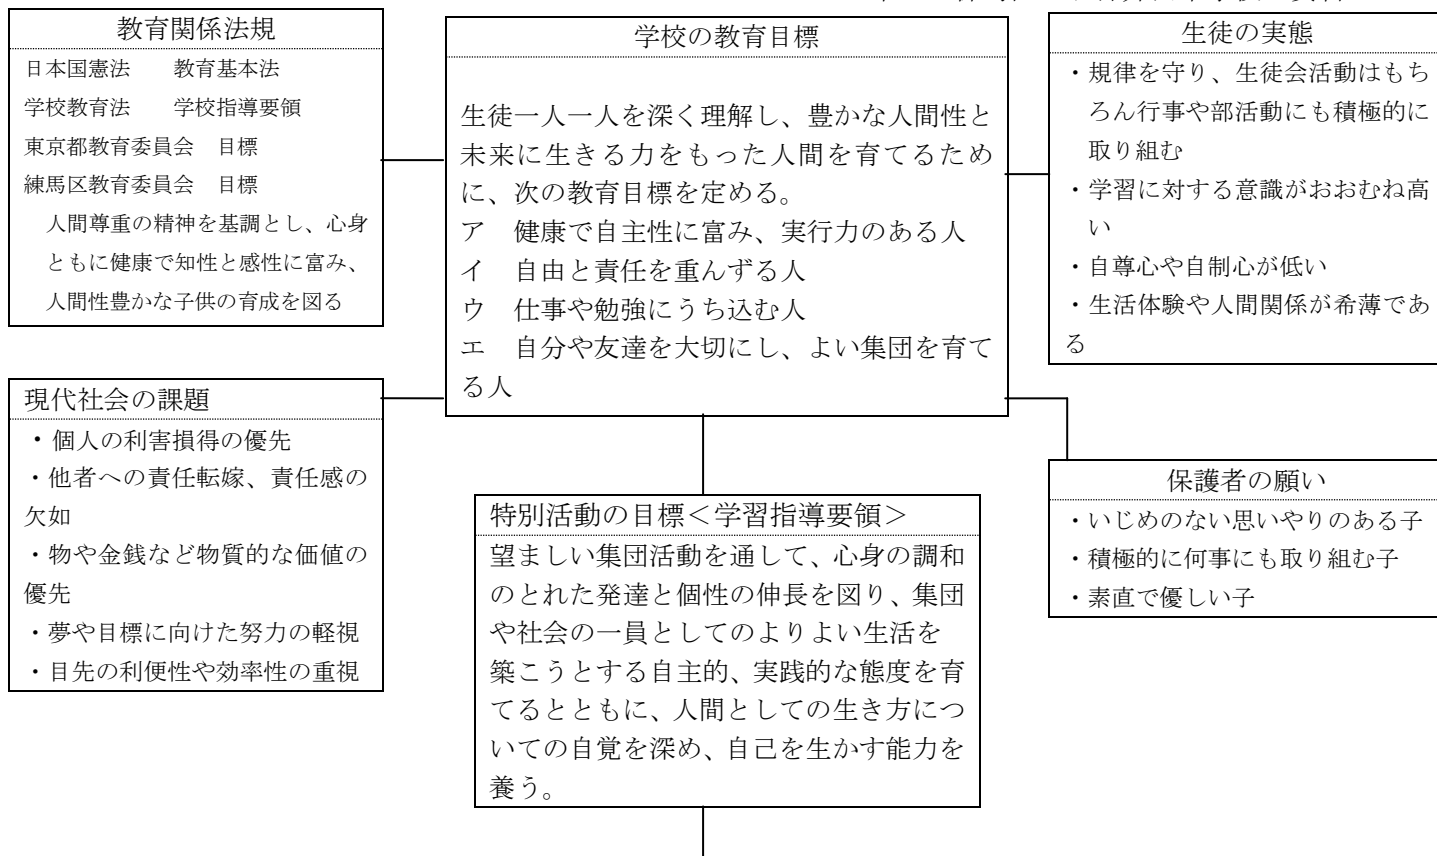 教育関係法規
日本国憲法　　教育基本法
学校教育法　　学校指導要領
東京都教育委員会　目標
練馬区教育委員会　目標
人間尊重の精神を基調とし、心身
ともに健康で知性と感性に富み、
人間性豊かな子供の育成を図る
学校の教育目標
生徒一人一人を深く理解し、豊かな人間性と
未来に生きる力をもった人間を育てるため
に、次の教育目標を定める。
ア　健康で自主性に富み、実行力のある人
イ　自由と責任を重んずる人
ウ　仕事や勉強にうち込む人
エ　自分や友達を大切にし、よい集団を育て
る人
生徒の実態
・規律を守り、生徒会活動はもち
ろん行事や部活動にも積極的に
取り組む
・学習に対する意識がおおむね高
い
・自尊心や自制心が低い
・生活体験や人間関係が希薄であ
る
現代社会の課題
・個人の利害損得の優先
・他者への責任転嫁、責任感の
欠如
・物や金銭など物質的な価値の
優先
・夢や目標に向けた努力の軽視
・目先の利便性や効率性の重視
特別活動の目標＜学習指導要領＞
望ましい集団活動を通して、心身の調和
のとれた発達と個性の伸長を図り、集団
や社会の一員としてのよりよい生活を
築こうとする自主的、実践的な態度を育
てるとともに、人間としての生き方につ
いての自覚を深め、自己を生かす能力を
養う。
保護者の願い
・いじめのない思いやりのある子
・積極的に何事にも取り組む子
・素直で優しい子